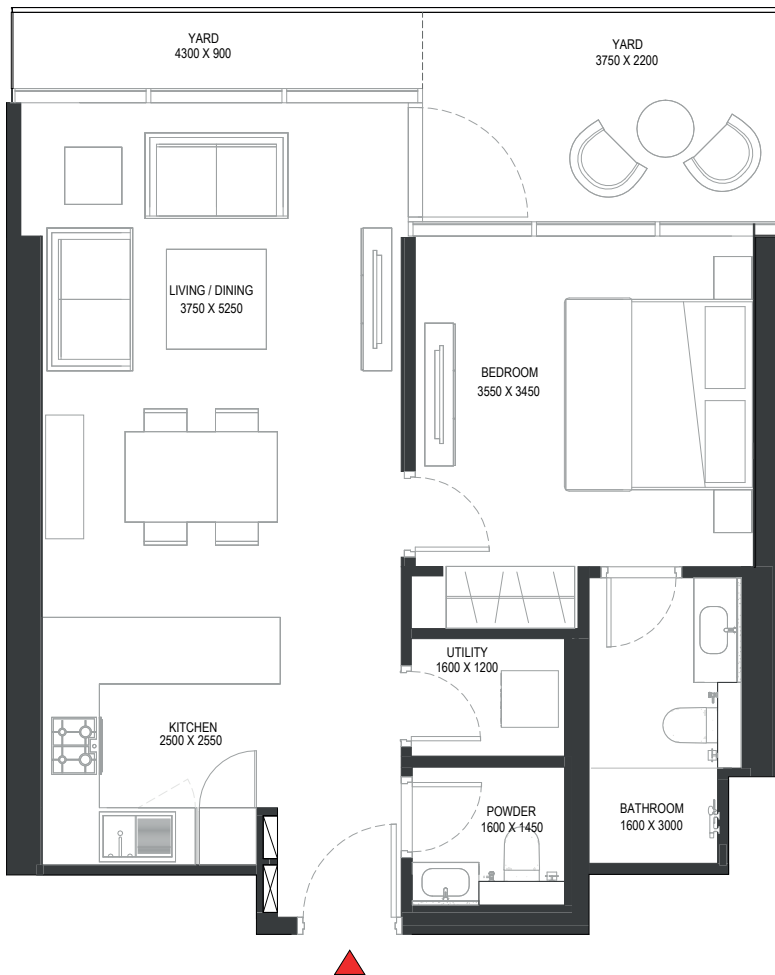 YARD
4300 X 900
YARD
3750 X 2200
LIVING / DINING
3750 X 5250
BEDROOM
3550 X 3450
UTILITY
1600 X 1200
KITCHEN
2500 X 2550
POWDER
1600 X 1450
BATHROOM
1600 X 3000